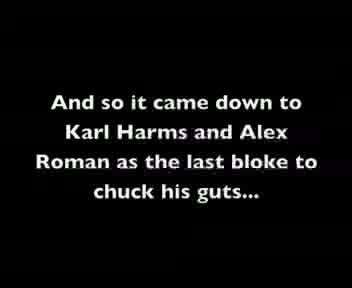 And so it came down to
Karl Harms and Alex
Roman as the last bloke to
chuck his guts...